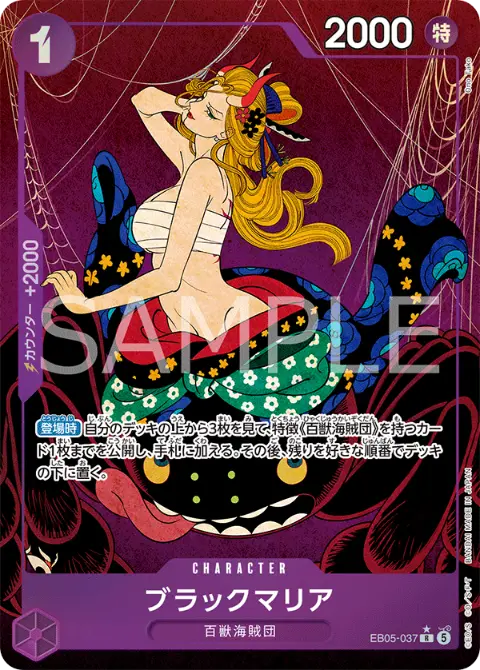 1
2000 特
カウンター +2000
SAMPLE
登場時 自分のデッキの上から3枚を見て、特徴《百獣海賊団》を持つカー
ド1枚までを公開し、手札に加える。その後、残りを好きな順番でデッキ
の下に置く。
CHARACTER
ブラックマリア
百獣海賊団
EB05-037 R 5
BANDAI MADE IN JAPAN